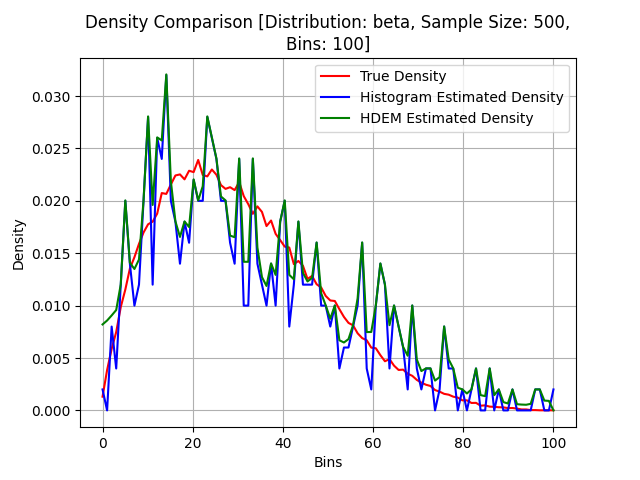 Density Comparison [Distribution: beta, Sample Size: 500,
Bins: 100]
True Density
Histogram Estimated Density
HDEM Estimated Density
Density
0.030
0.025
0.020
0.015
0.010
0.005
0.000
0 20 40 60 80 100
Bins